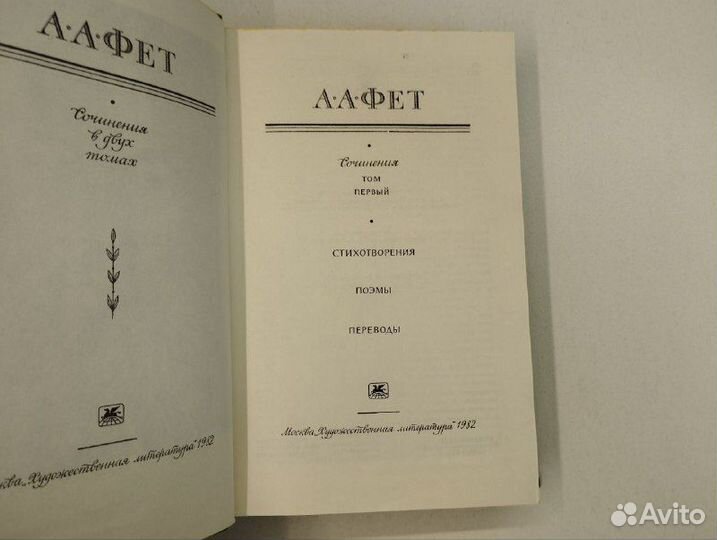 А·А·ФЕТ
Сочинения
в двух
томах
Москва „Художественная литература" 1982
А·А·ФЕТ
Сочинения
ТОМ
ПЕРВЫЙ
СТИХОТВОРЕНИЯ
ПОЭМЫ
ПЕРЕВОДЫ
Москва „Художественная литература" 1982
Avito